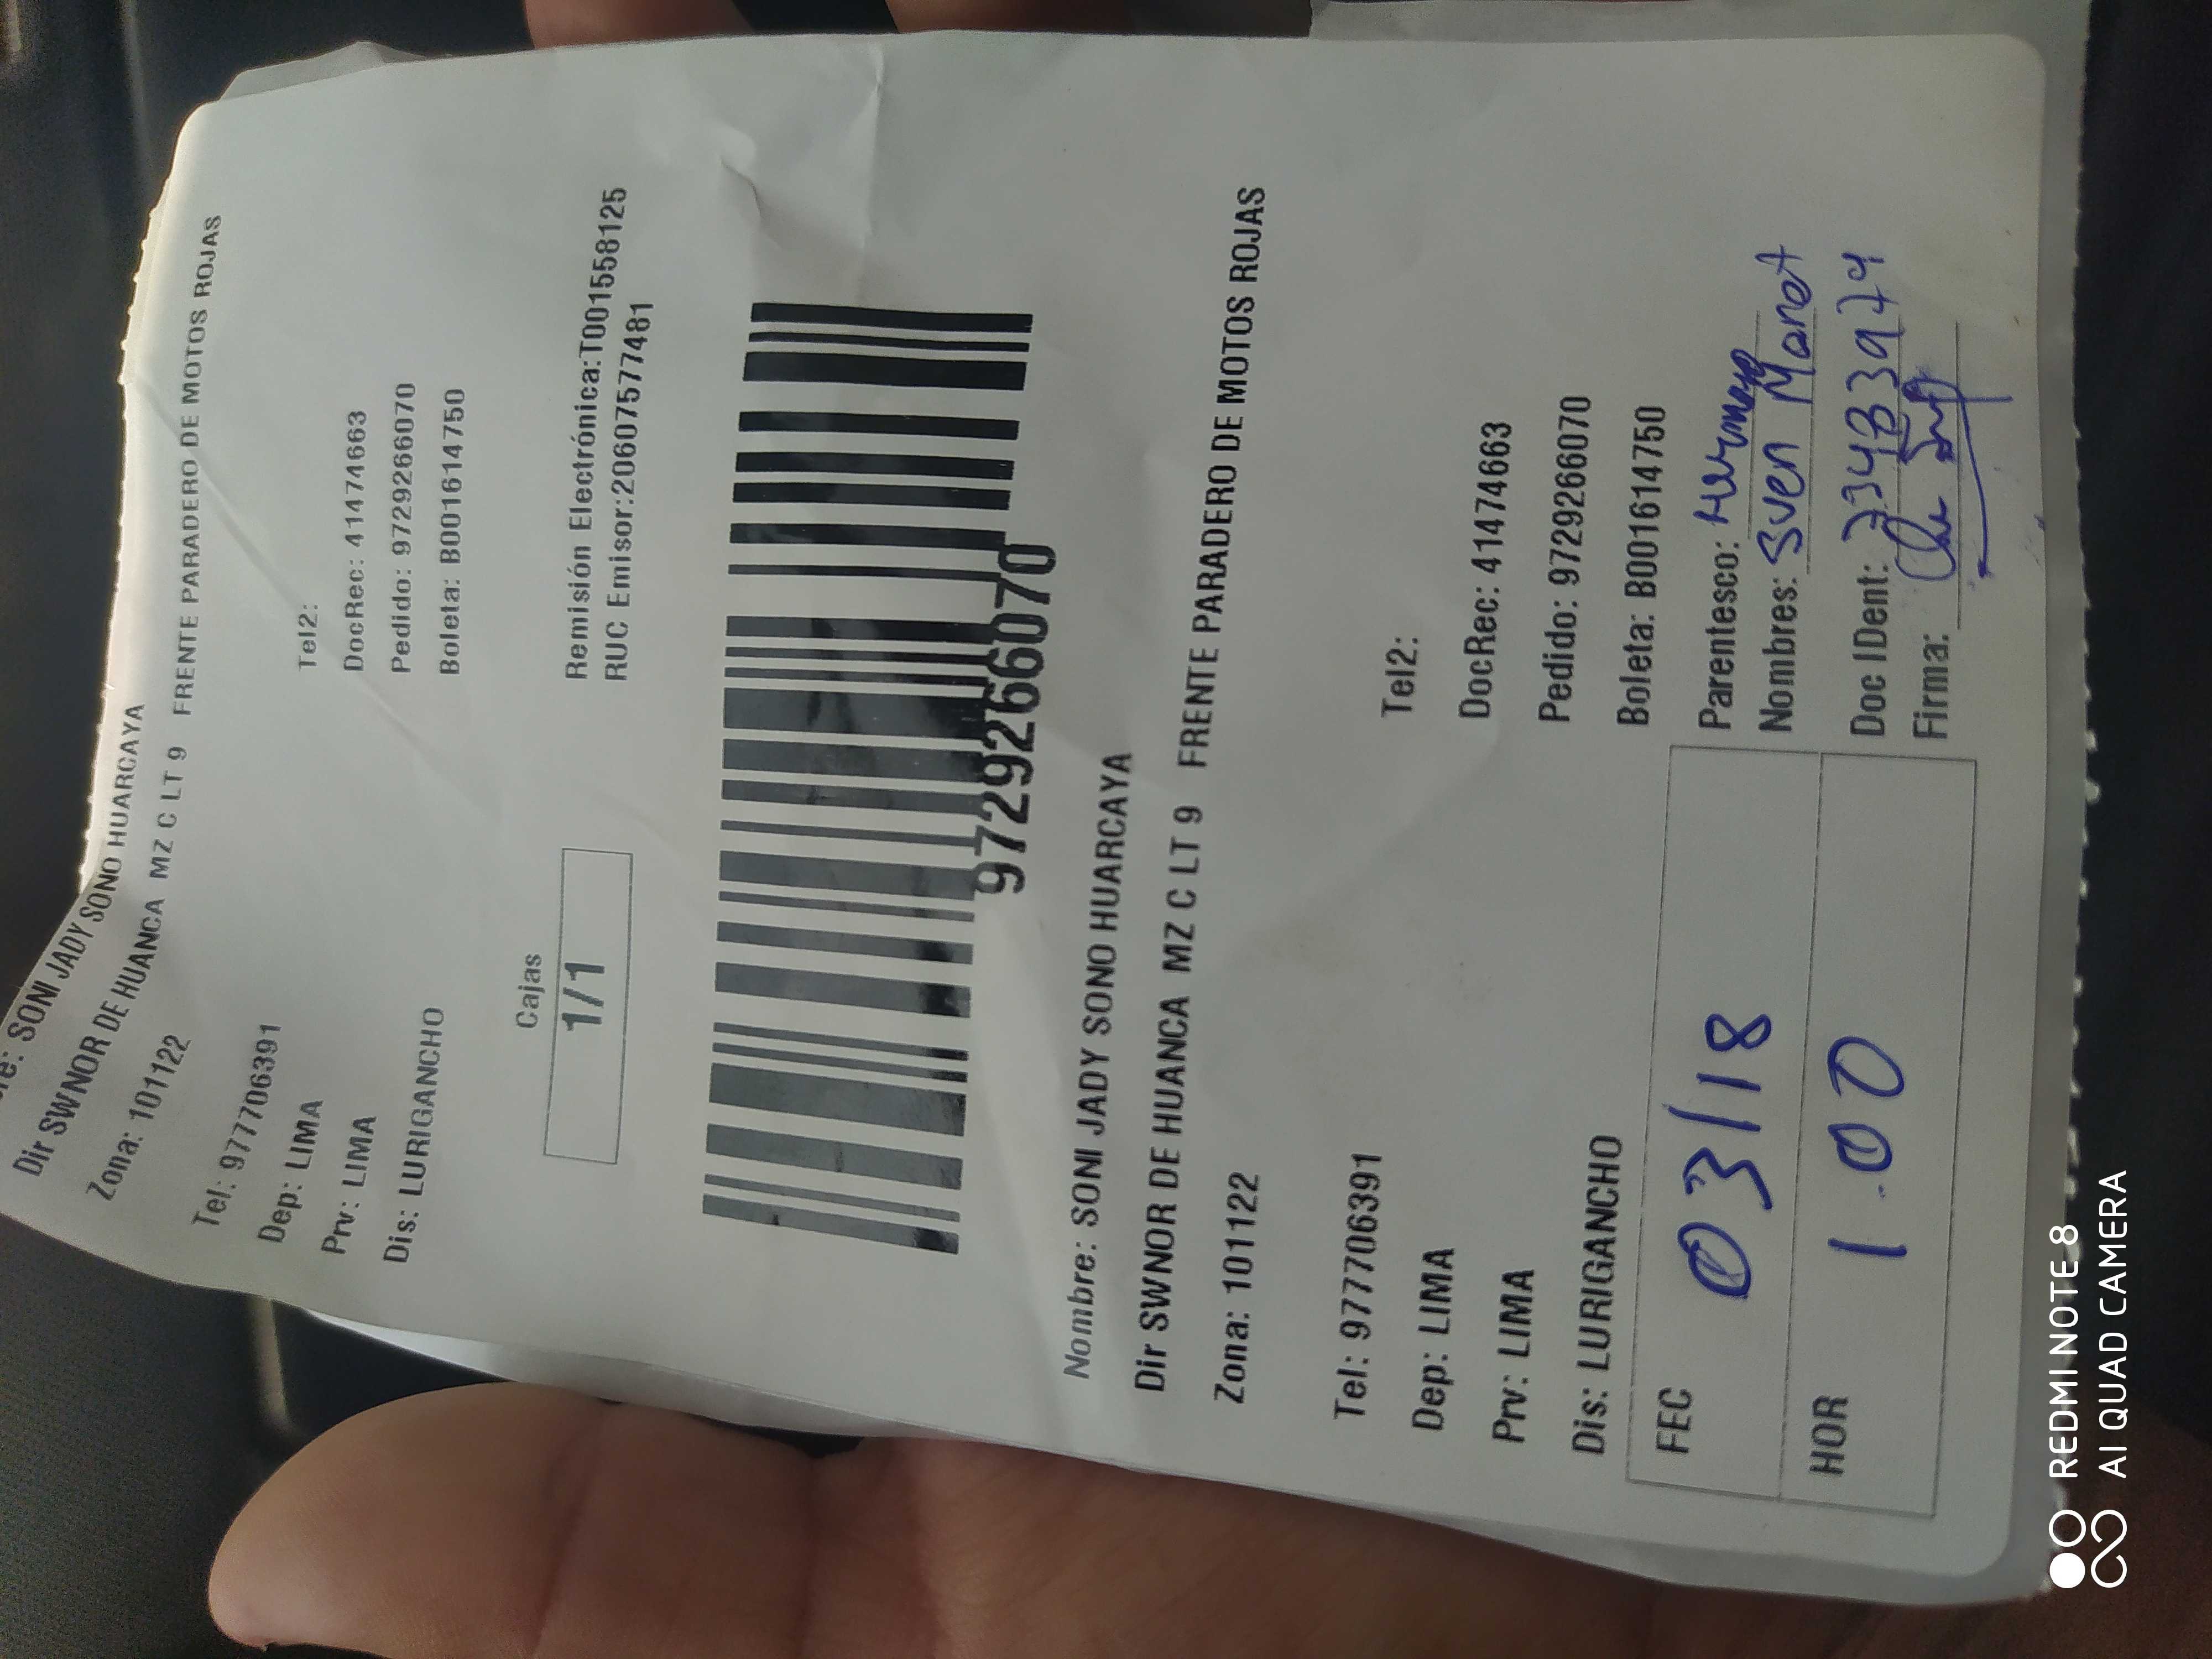 re: SONI JADY SONO HUARCAYA
Dir SWNOR DE HUANCA MZ C LT 9 FRENTE PARADERO DE MOTOS ROJAS
Zona: 101122
Tel: 977706391
Tel2:
Dep: LIMA
DocRec: 41474663
Prv: LIMA
Pedido: 9729266070
Dis: LURIGANCHO
Boleta: B001614750
Cajas
1/1
Remisión Electrónica:T001558125
RUC Emisor:20607577481
9729266070
Nombre: SONI JADY SONO HUARCAYA
Dir SWNOR DE HUANCA MZ C LT 9 FRENTE PARADERO DE MOTOS ROJAS
Zona: 101122
Tel: 977706391
Tel2:
Dep: LIMA
DocRec: 41474663
Prv: LIMA
Pedido: 9729266070
Dis: LURIGANCHO
Boleta: B001614750
FEC 03/18
Parentesco: Hermano
Nombres: Sven
HOR 1.00
Doc IDent:
Firma:
REDMI NOTE 8
AI QUAD CAMERA